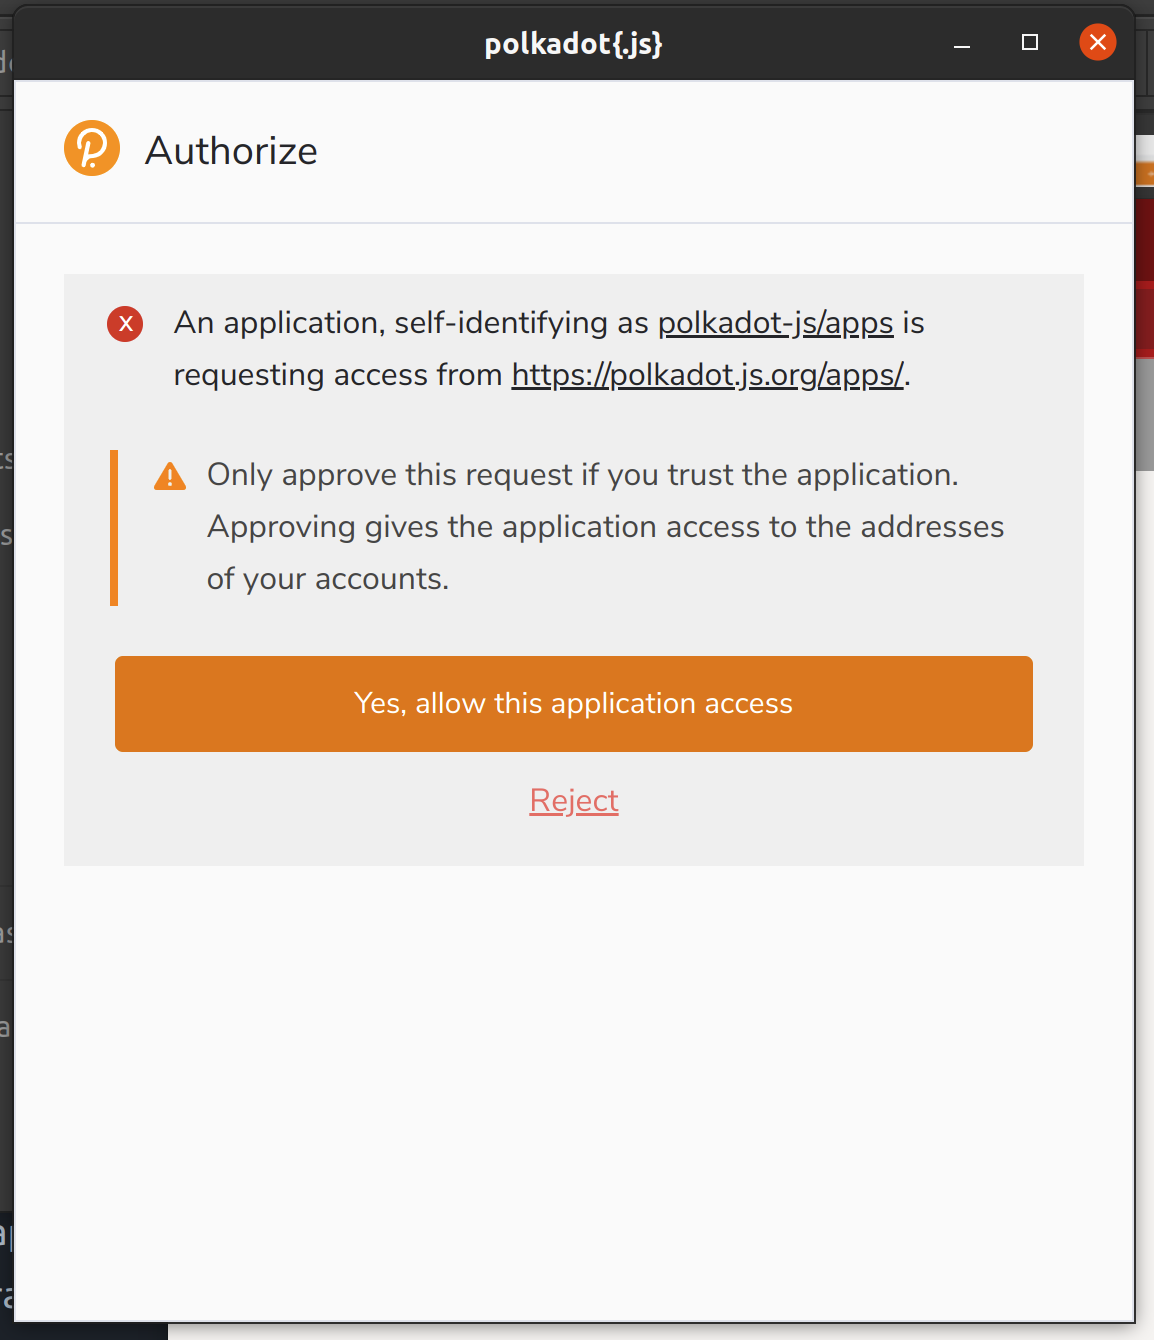 polkadot{.js}
Authorize
X An application, self-identifying as polkadot-js/apps is
requesting access from https://polkadot.js.org/apps/.
Only approve this request if you trust the application.
Approving gives the application access to the addresses
of your accounts.
Yes, allow this application access
Reject